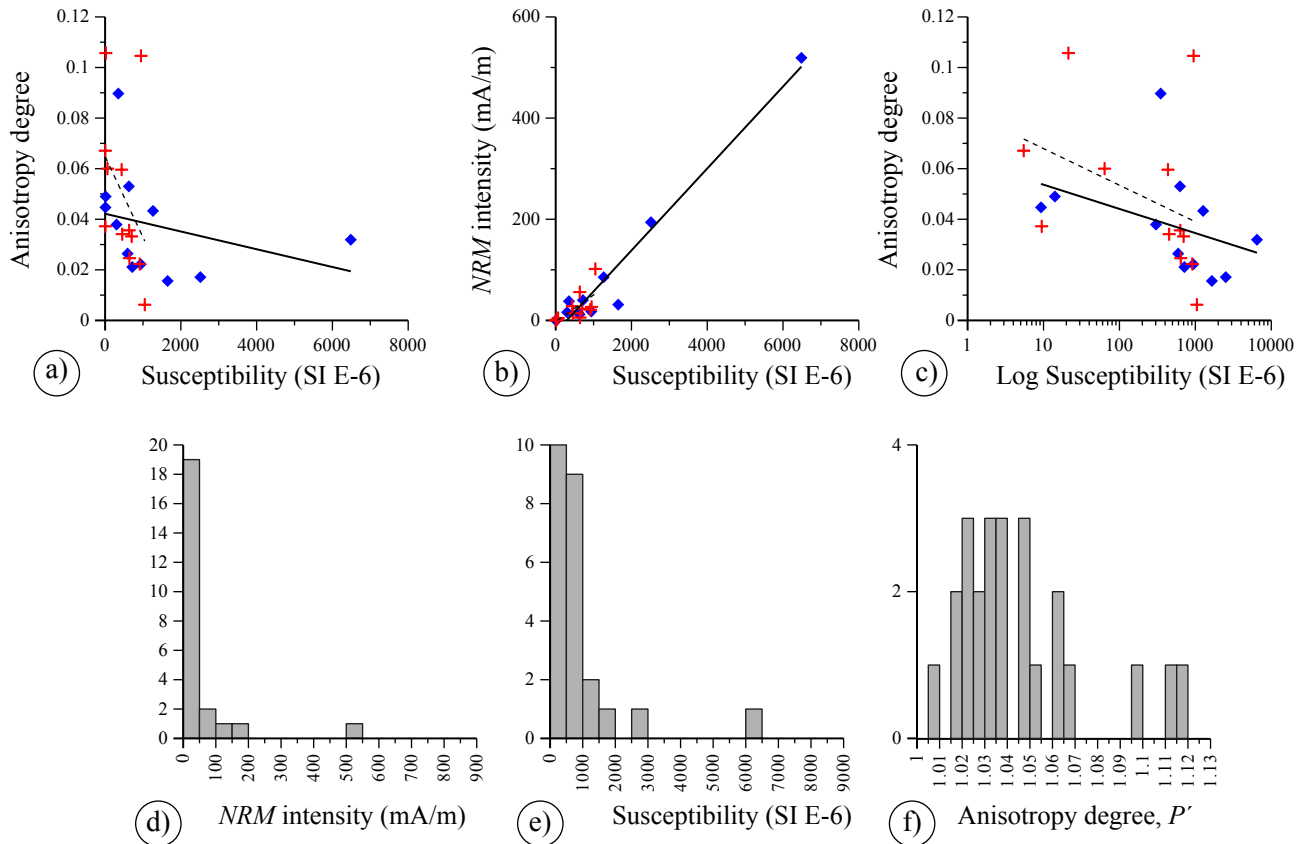 0.12
0.1
0.08
0.06
0.04
0.02
0
Anisotropy degree
0 2000 4000 6000 8000
a) Susceptibility (SI E-6)
600
400
200
0
NRM intensity (mA/m)
0 2000 4000 6000 8000
b) Susceptibility (SI E-6)
0.12
0.1
0.08
0.06
0.04
0.02
0
Anisotropy degree
1 10 100 1000 10000
c) Log Susceptibility (SI E-6)
20
18
16
14
12
10
8
6
4
2
0
0 100 200 300 400 500 600 700 800 900
d) NRM intensity (mA/m)
10
8
6
4
2
0
0 1000 2000 3000 4000 5000 6000 7000 8000 9000
e) Susceptibility (SI E-6)
4
2
0
1 1.01 1.02 1.03 1.04 1.05 1.06 1.07 1.08 1.09 1.1 1.11 1.12 1.13
f) Anisotropy degree, P′